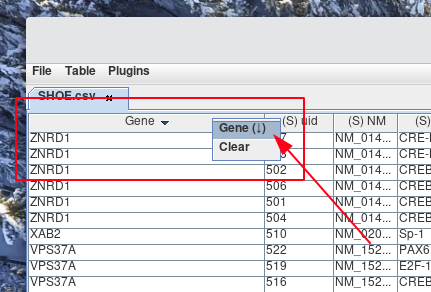 File Table Plugins
SHOE.csv
Gene (S) uid (S) NM (S)
Gene (↓)
Clear
ZNRD1 7 NM_014... CRE-
ZNRD1 NM_014... CREB
ZNRD1 502 NM_014... CREB
ZNRD1 506 NM_014... CREB
ZNRD1 501 NM_014... CREB
ZNRD1 504 NM_014... CREB
XAB2 510 NM_020... Sp-1
VPS37A 522 NM_152... PAX6
VPS37A 519 NM_152... E2F-1
VPS37A 516 NM_152... CREB